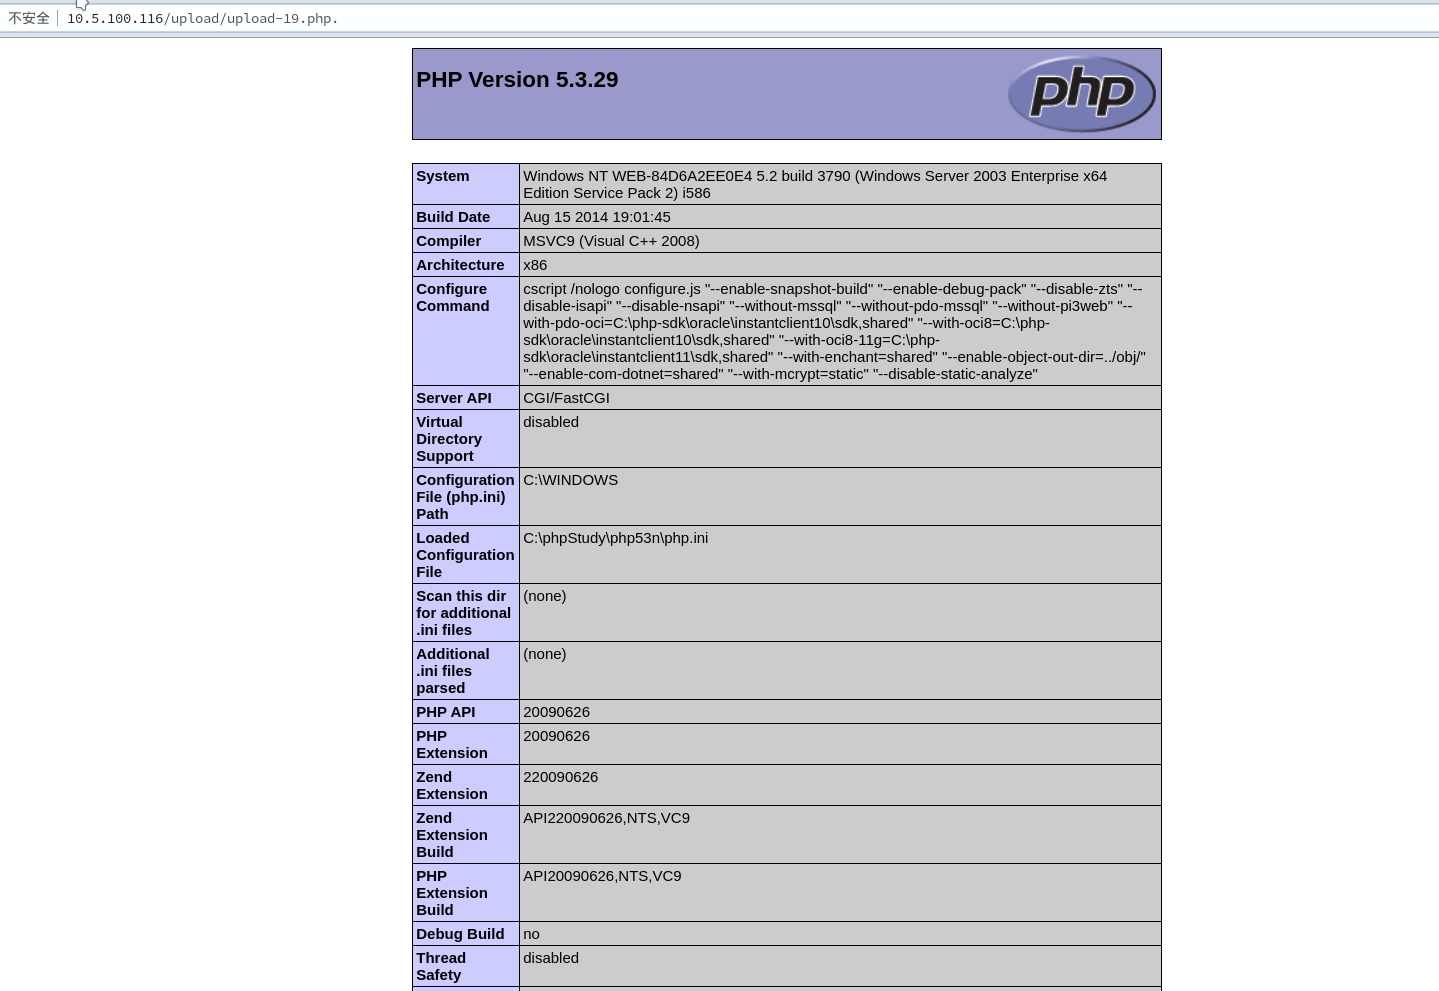 不安全 10.5.100.116/upload/upload-19.php.
PHP Version 5.3.29
php
System
Windows NT WEB-84D6A2EE0E4 5.2 build 3790 (Windows Server 2003 Enterprise x64
Edition Service Pack 2) i586
Build Date
Aug 15 2014 19:01:45
Compiler
MSVC9 (Visual C++ 2008)
Architecture
x86
Configure
Command
cscript /nologo configure.js "--enable-snapshot-build" "--enable-debug-pack" "--disable-zts" "--
disable-isapi" "--disable-nsapi" "--without-mssql" "--without-pdo-mssql" "--without-pi3web" "--
with-pdo-oci=C:\php-sdk\oracle\instantclient10\sdk,shared" "--with-oci8=C:\php-
sdk\oracle\instantclient10\sdk,shared" "--with-oci8-11g=C:\php-
sdk\oracle\instantclient11\sdk,shared" "--with-enchant=shared" "--enable-object-out-dir=../obj/"
"--enable-com-dotnet=shared" "--with-mcrypt=static" "--disable-static-analyze"
Server API
CGI/FastCGI
Virtual
Directory
Support
disabled
Configuration
File (php.ini)
Path
C:\WINDOWS
Loaded
Configuration
File
C:\phpStudy\php53n\php.ini
Scan this dir
for additional
.ini files
(none)
Additional
.ini files
parsed
(none)
PHP API
20090626
PHP
Extension
20090626
Zend
Extension
220090626
Zend
Extension
Build
API220090626,NTS,VC9
PHP
Extension
Build
API20090626,NTS,VC9
Debug Build
no
Thread
Safety
disabled